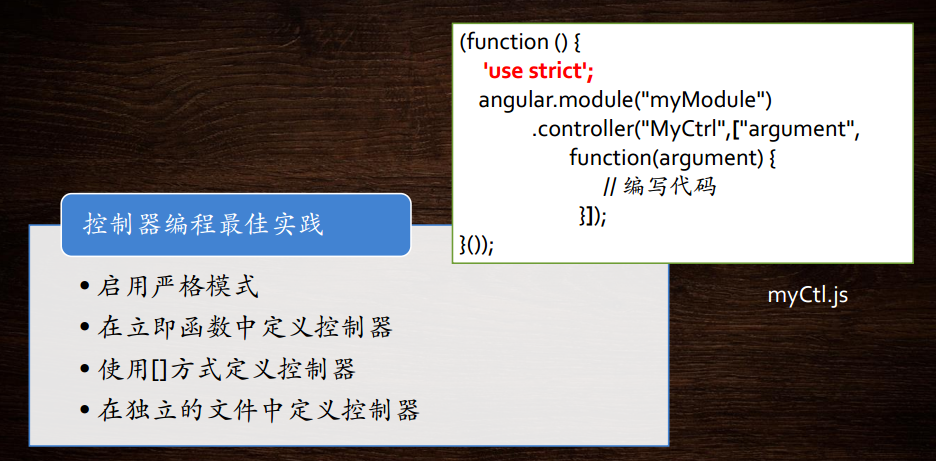 (function () {
'use strict';
angular.module("myModule")
.controller("MyCtrl",["argument",
function(argument) {
// 编写代码
}]);
}());
myCtl.js
控制器编程最佳实践
• 启用严格模式
• 在立即函数中定义控制器
• 使用[]方式定义控制器
• 在独立的文件中定义控制器